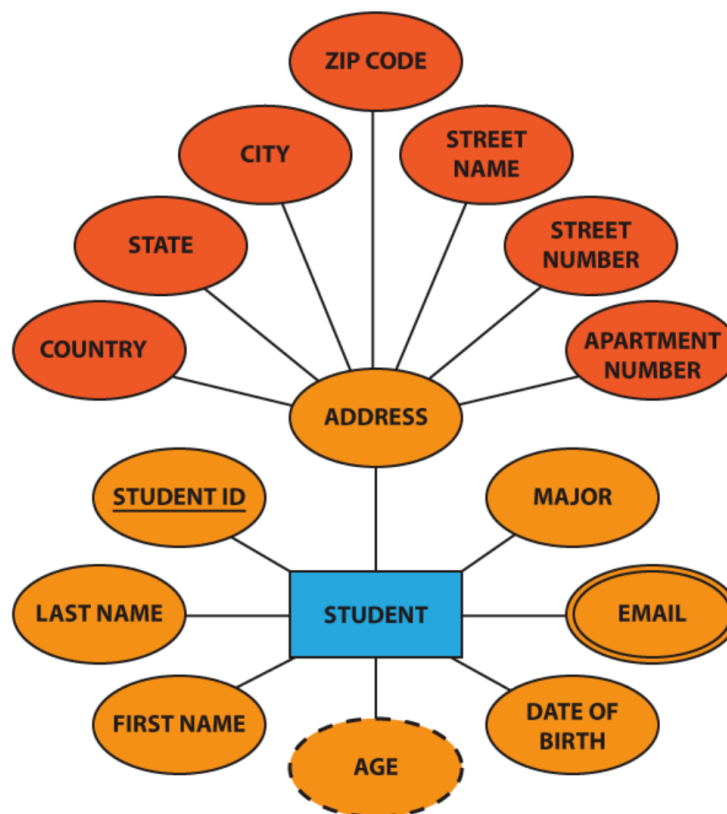 ZIP CODE
CITY
STREET
NAME
STATE
STREET
NUMBER
COUNTRY
APARTMENT
NUMBER
ADDRESS
STUDENT ID
MAJOR
LAST NAME
STUDENT
EMAIL
FIRST NAME
DATE OF
BIRTH
AGE